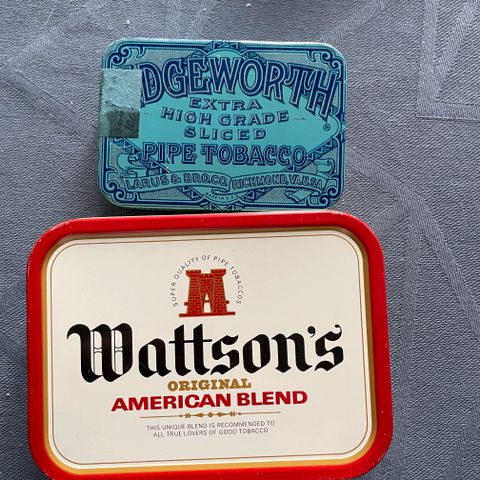 DGEWORTH
EXTRA
HIGH GRADE
SLICED
PIPE TOBACCO
LARUS & BRO.CO. RICHMOND, VA. U.S.A.
SUPER QUALITY OF PIPE TOBACCOS
Wattson's
ORIGINAL
AMERICAN BLEND
THIS UNIQUE BLEND IS RECOMMENDED TO
ALL TRUE LOVERS OF GOOD TOBACCO